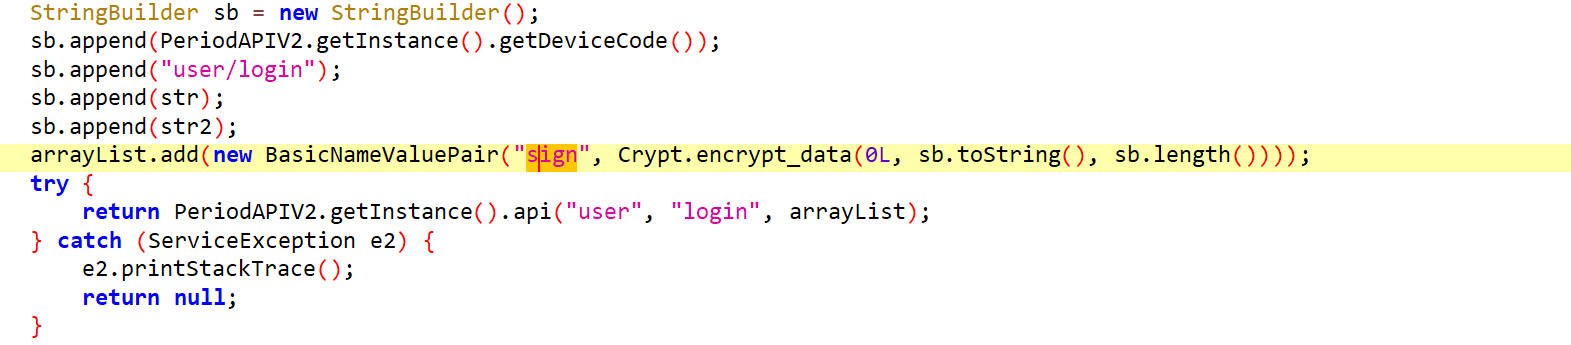 StringBuilder sb = new StringBuilder();
sb.append(PeriodAPIV2.getInstance().getDeviceCode());
sb.append("user/login");
sb.append(str);
sb.append(str2);
arrayList.add(new BasicNameValuePair("sign", Crypt.encrypt_data(0L, sb.toString(), sb.length())));
try {
    return PeriodAPIV2.getInstance().api("user", "login", arrayList);
} catch (ServiceException e2) {
    e2.printStackTrace();
    return null;
}